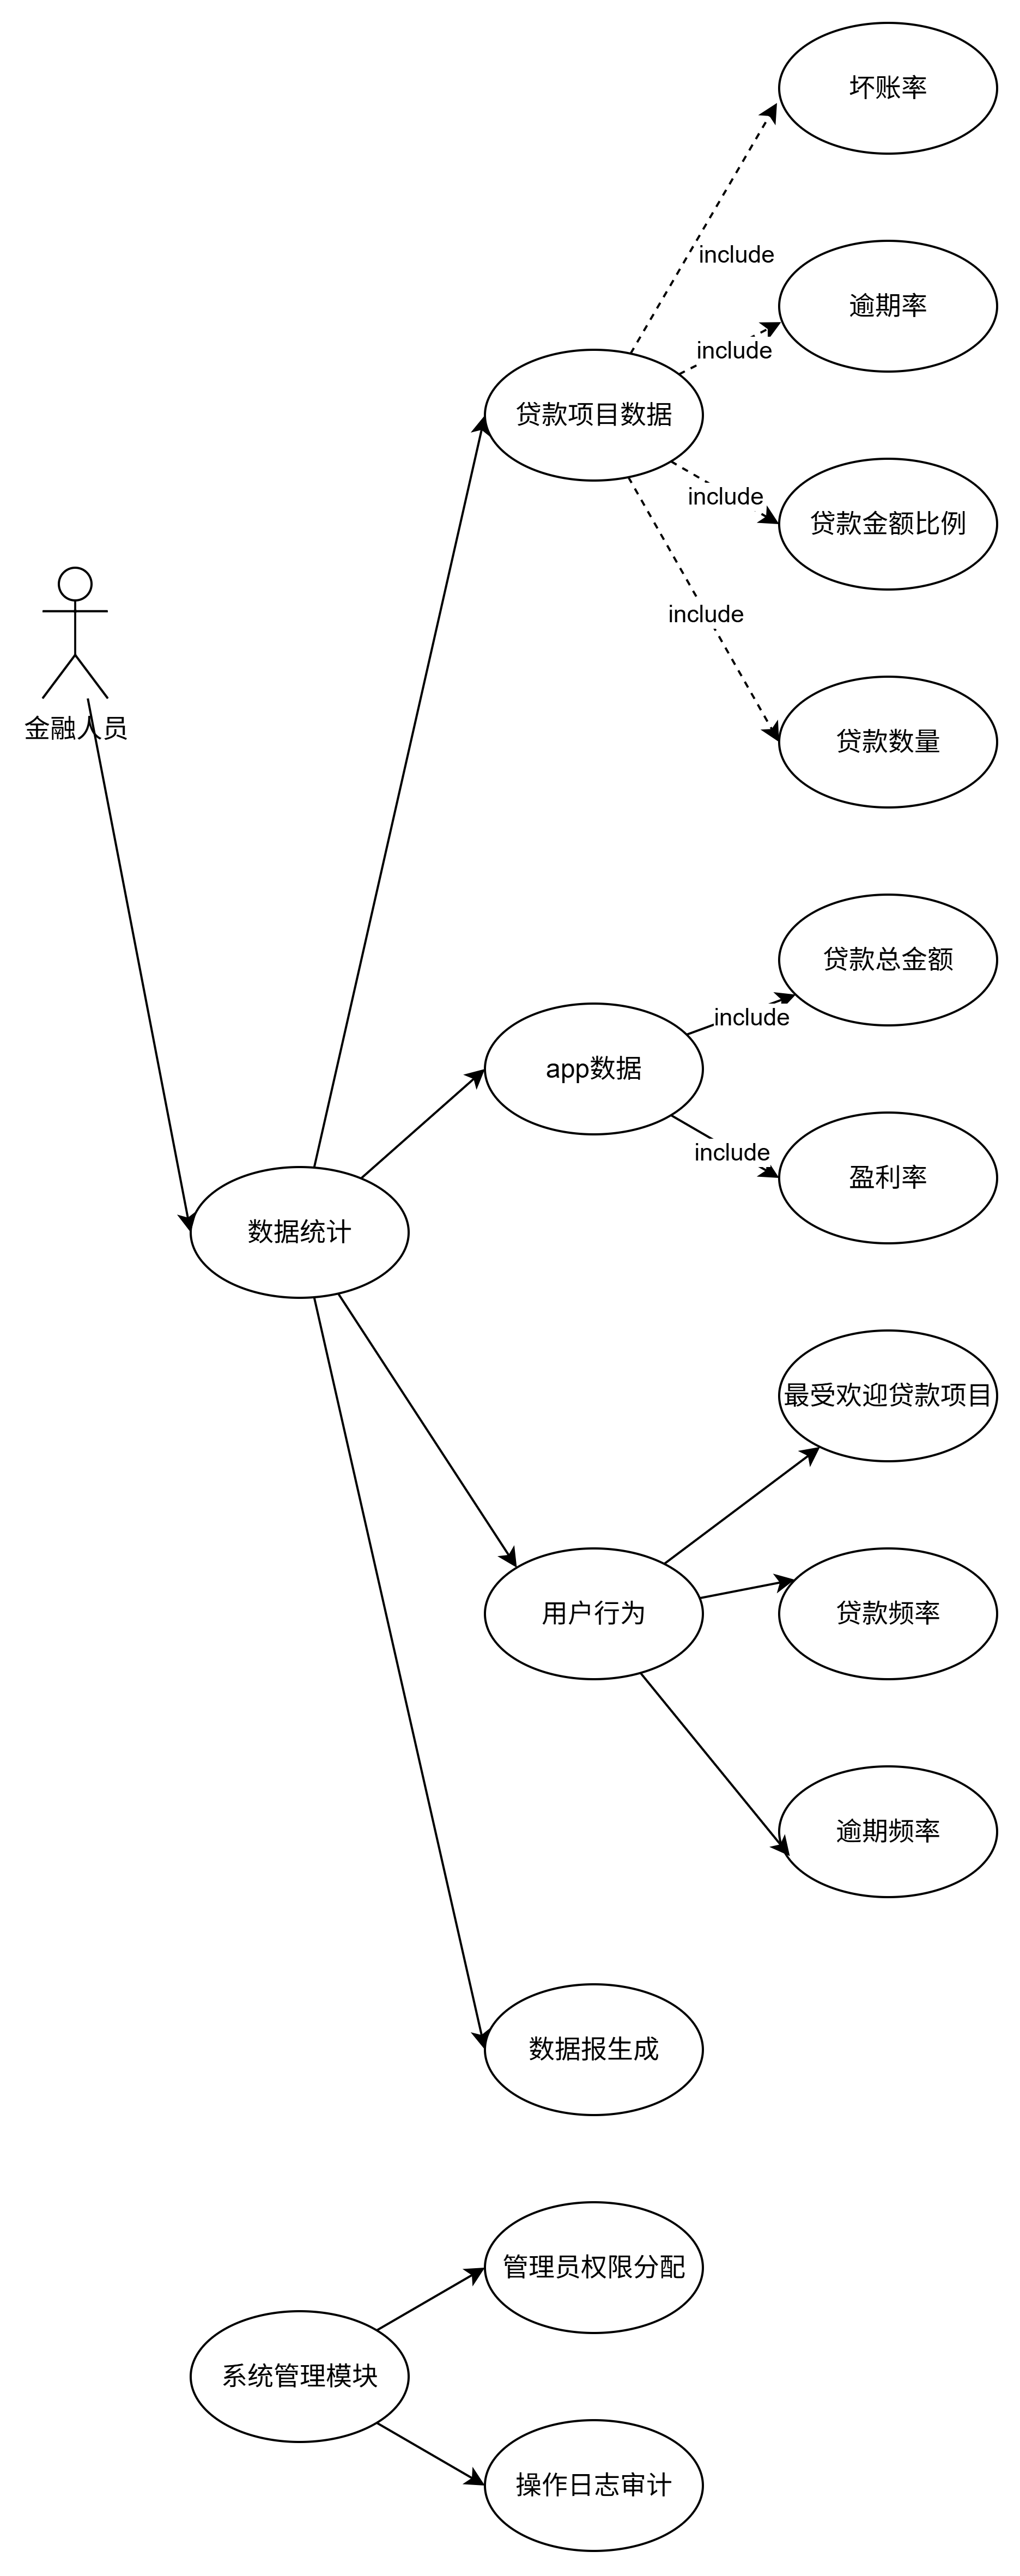 坏账率
include
逾期率
include
贷款项目数据
include
贷款金额比例
include
金融人员
贷款数量
贷款总金额
include
app数据
include
盈利率
数据统计
最受欢迎贷款项目
用户行为
贷款频率
逾期频率
数据报生成
管理员权限分配
系统管理模块
操作日志审计